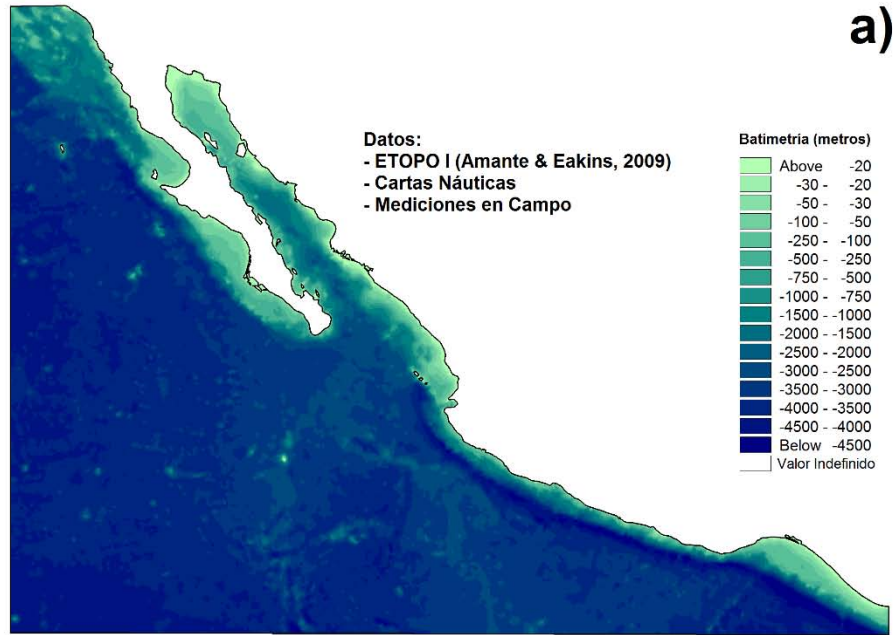 a)
Datos:
- ETOPO I (Amante & Eakins, 2009)
- Cartas Náuticas
- Mediciones en Campo
Batimetria (metros)
Above -20
-30 - -20
-50 - -30
-100 - -50
-250 - -100
-500 - -250
-750 - -500
-1000 - -750
-1500 - -1000
-2000 - -1500
-2500 - -2000
-3000 - -2500
-3500 - -3000
-4000 - -3500
-4500 - -4000
Below -4500
Valor Indefinido